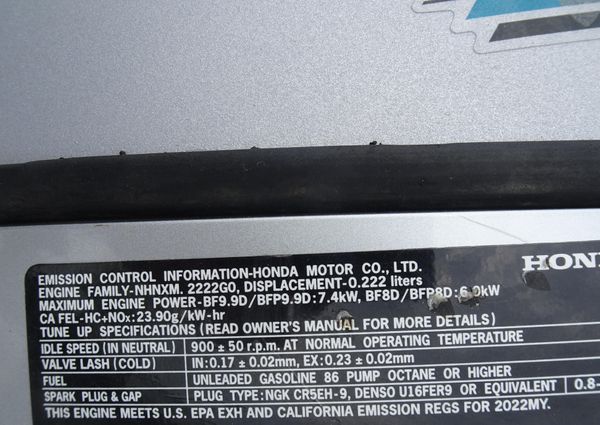 EMISSION CONTROL INFORMATION-HONDA MOTOR CO., LTD. HON
ENGINE FAMILY-NHNXM. 2222G0, DISPLACEMENT-0.222 liters
MAXIMUM ENGINE POWER-BF9.9D/BFP9.9D:7.4kW, BF8D/BFP8D:6.0kW
CA FEL-HC+NOx:23.90g/kW-hr
TUNE UP SPECIFICATIONS (READ OWNER'S MANUAL FOR MORE DETAILS)
IDLE SPEED (IN NEUTRAL) 900 ± 50 r.p.m. AT NORMAL OPERATING TEMPERATURE
VALVE LASH (COLD) IN:0.17 ± 0.02mm, EX:0.23 ± 0.02mm
FUEL UNLEADED GASOLINE 86 PUMP OCTANE OR HIGHER
SPARK PLUG & GAP PLUG TYPE:NGK CR5EH-9, DENSO U16FER9 OR EQUIVALENT 0.8-
THIS ENGINE MEETS U.S. EPA EXH AND CALIFORNIA EMISSION REGS FOR 2022MY.